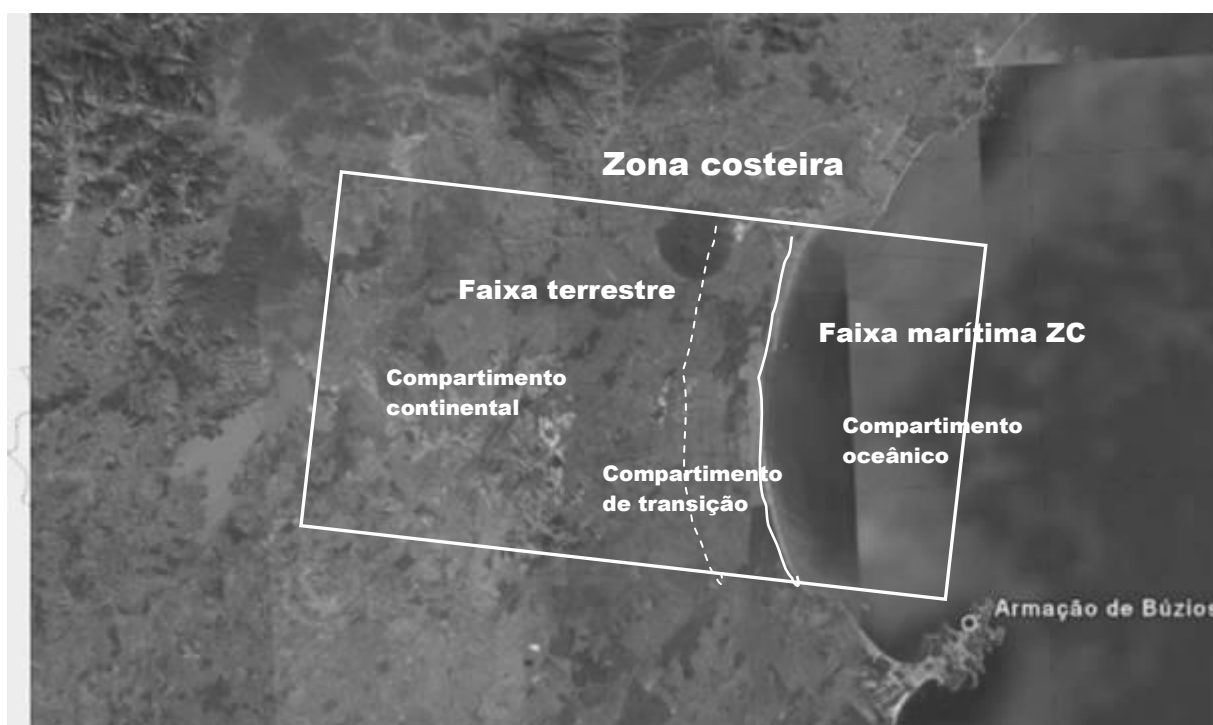 Zona costeira
Faixa terrestre
Faixa marítima ZC
Compartimento
continental
Compartimento
oceânico
Compartimento
de transição
Armação de Búzios